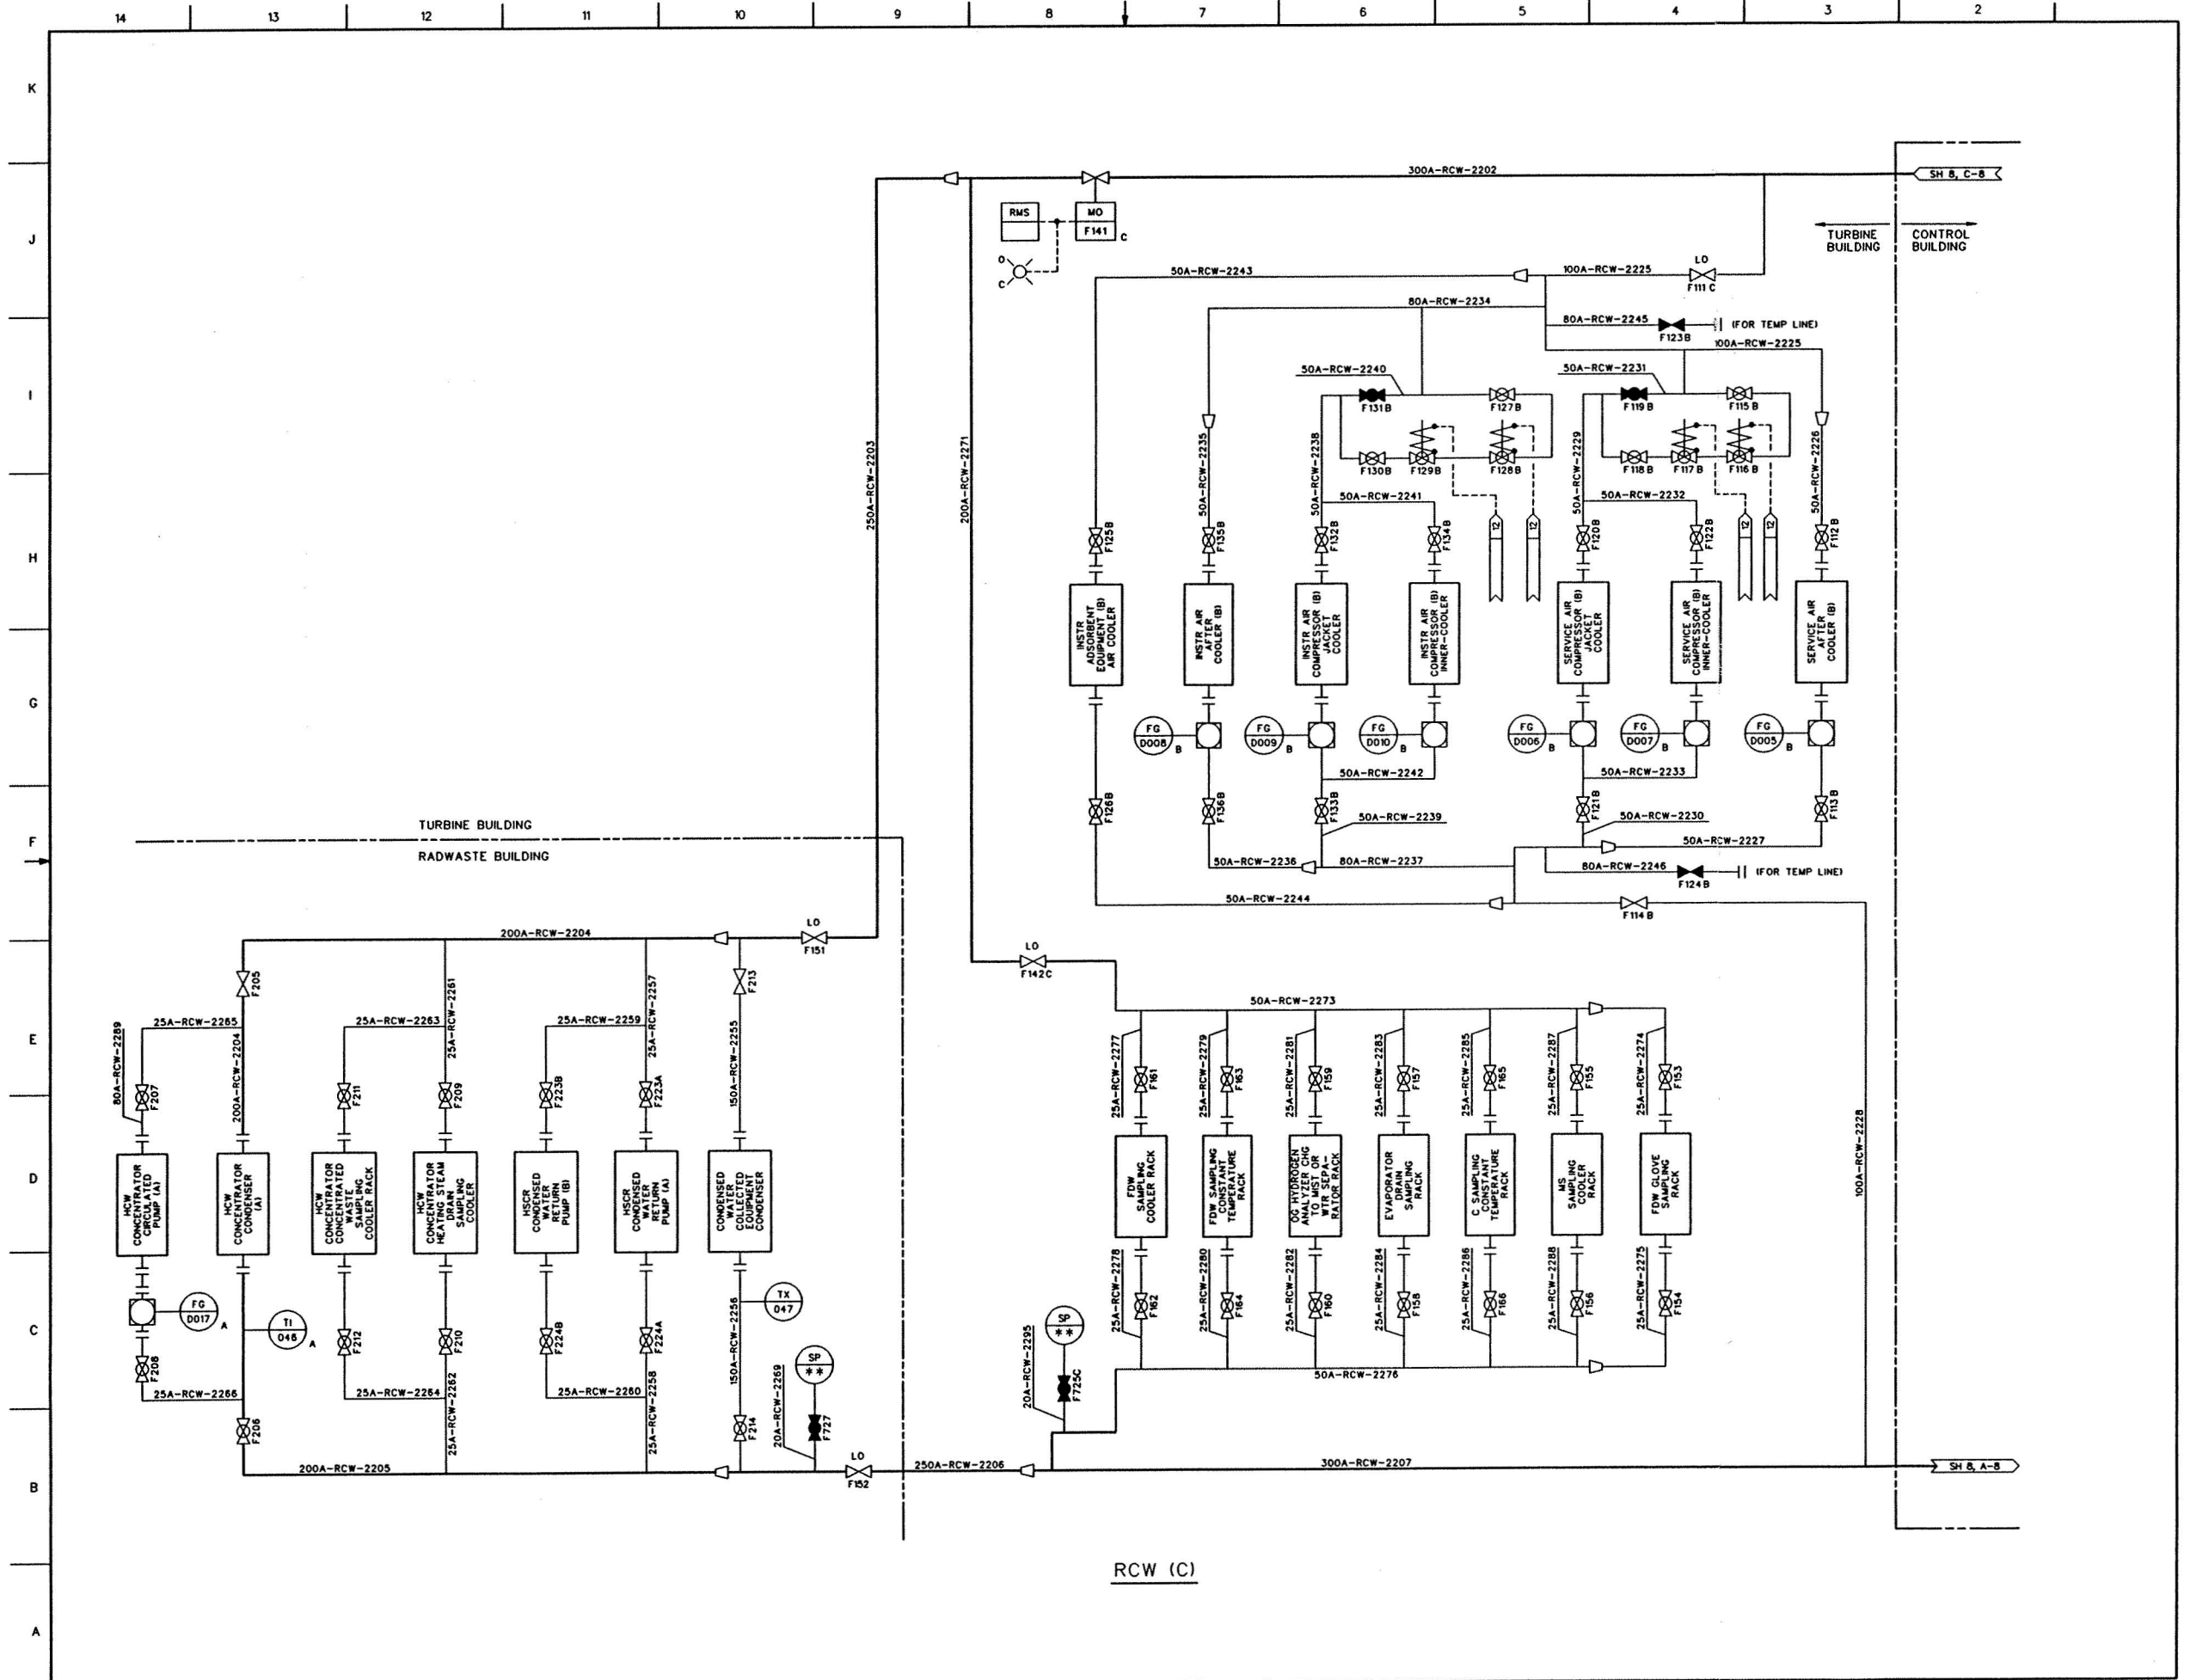 14 13 12 11 10 9 8 7 6 5 4 3 2
K
J
I
H
G
F
E
D
C
B
A
300A-RCW-2202
SH 8, C-8
RMS
MO
F141
C
O
C
TURBINE
BUILDING
CONTROL
BUILDING
50A-RCW-2243
100A-RCW-2225
LO
F111 C
80A-RCW-2234
80A-RCW-2245
F123B
(FOR TEMP LINE)
100A-RCW-2225
50A-RCW-2240
F131B
F127B
50A-RCW-2231
F119B
F115B
F130B
F129B
F128B
F118B
F117B
F116B
250A-RCW-2203
200A-RCW-2271
50A-RCW-2235
50A-RCW-2238
50A-RCW-2229
50A-RCW-2226
50A-RCW-2241
50A-RCW-2232
F125B
F135B
F132B
F134B
12
12
F120B
F122B
12
12
F112B
INSTR
ADSORBENT
EQUIPMENT (B)
AIR COOLER
INSTR AIR
AFTER
COOLER (B)
INSTR AIR
COMPRESSOR (B)
JACKET
COOLER
INSTR AIR
COMPRESSOR (B)
INNER-COOLER
SERVICE AIR
COMPRESSOR (B)
JACKET
COOLER
SERVICE AIR
COMPRESSOR (B)
INNER-COOLER
SERVICE AIR
AFTER
COOLER (B)
FG
D008
B
FG
D009
B
FG
D010
B
FG
D006
B
FG
D007
B
FG
D005
B
50A-RCW-2242
50A-RCW-2233
F126B
F136B
F133B
F121B
F113B
50A-RCW-2239
50A-RCW-2230
50A-RCW-2227
50A-RCW-2236
80A-RCW-2237
80A-RCW-2246
F124B
(FOR TEMP LINE)
50A-RCW-2244
F114B
TURBINE BUILDING
RADWASTE BUILDING
200A-RCW-2204
LO
F151
F205
F213
25A-RCW-2265
25A-RCW-2263
25A-RCW-2261
25A-RCW-2259
25A-RCW-2257
80A-RCW-2289
200A-RCW-2204
150A-RCW-2255
F207
F211
F209
F223B
F223A
HCW
CONCENTRATOR
CIRCULATED
PUMP (A)
HCW
CONCENTRATOR
CONDENSER
(A)
HCW
CONCENTRATOR
CONCENTRATED
WASTE
SAMPLING
COOLER RACK
HCW
CONCENTRATOR
HEATING STEAM
DRAIN
SAMPLING
COOLER
HSCR
CONDENSED
WATER
RETURN
PUMP (B)
HSCR
CONDENSED
WATER
RETURN
PUMP (A)
CONDENSED
WATER
COLLECTED
EQUIPMENT
CONDENSER
FG
D017
A
TI
046
A
TX
047
F208
F212
F210
F224B
F224A
150A-RCW-2256
25A-RCW-2266
25A-RCW-2264
25A-RCW-2262
25A-RCW-2260
25A-RCW-2258
F206
F214
20A-RCW-2269
SP
**
F727
200A-RCW-2205
LO
F152
250A-RCW-2206
LO
F142C
50A-RCW-2273
25A-RCW-2277
25A-RCW-2279
25A-RCW-2281
25A-RCW-2283
25A-RCW-2285
25A-RCW-2287
25A-RCW-2274
F161
F163
F159
F157
F165
F155
F153
FDW
SAMPLING
COOLER RACK
FDW SAMPLING
CONSTANT
TEMPERATURE
RACK
OG HYDROGEN
ANALYZER CHG
TO MIST OR
WTR SEPA-
RATOR RACK
EVAPORATOR
DRAIN
SAMPLING
RACK
C SAMPLING
CONSTANT
TEMPERATURE
RACK
MS
SAMPLING
COOLER
RACK
FDW GLOVE
SAMPLING
RACK
25A-RCW-2278
25A-RCW-2280
25A-RCW-2282
25A-RCW-2284
25A-RCW-2286
25A-RCW-2288
25A-RCW-2275
F162
F164
F160
F158
F166
F156
F154
100A-RCW-2228
SP
**
20A-RCW-2295
F725C
50A-RCW-2276
300A-RCW-2207
SH 8, A-8
RCW (C)